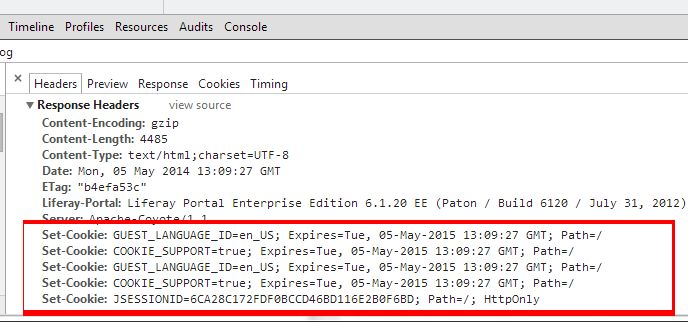 Timeline Profiles Resources Audits Console
og
× Headers Preview Response Cookies Timing
▼ Response Headers view source
Content-Encoding: gzip
Content-Length: 4485
Content-Type: text/html;charset=UTF-8
Date: Mon, 05 May 2014 13:09:27 GMT
ETag: "b4efa53c"
Liferay-Portal: Liferay Portal Enterprise Edition 6.1.20 EE (Paton / Build 6120 / July 31, 2012)
Server: Apache-Coyote/1.1
Set-Cookie: GUEST_LANGUAGE_ID=en_US; Expires=Tue, 05-May-2015 13:09:27 GMT; Path=/
Set-Cookie: COOKIE_SUPPORT=true; Expires=Tue, 05-May-2015 13:09:27 GMT; Path=/
Set-Cookie: GUEST_LANGUAGE_ID=en_US; Expires=Tue, 05-May-2015 13:09:27 GMT; Path=/
Set-Cookie: COOKIE_SUPPORT=true; Expires=Tue, 05-May-2015 13:09:27 GMT; Path=/
Set-Cookie: JSESSIONID=6CA28C172FDF0BCCD46BD116E2B0F6BD; Path=/; HttpOnly